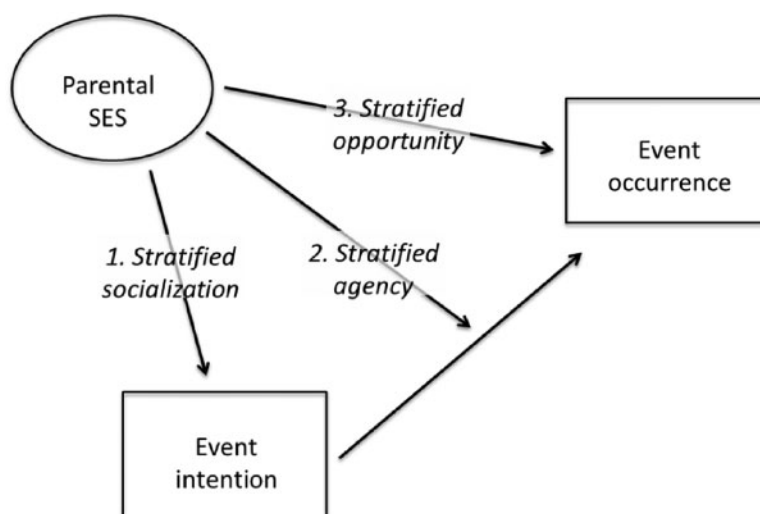 Parental
SES
3. Stratified
opportunity
Event
occurrence
1. Stratified
socialization
2. Stratified
agency
Event
intention